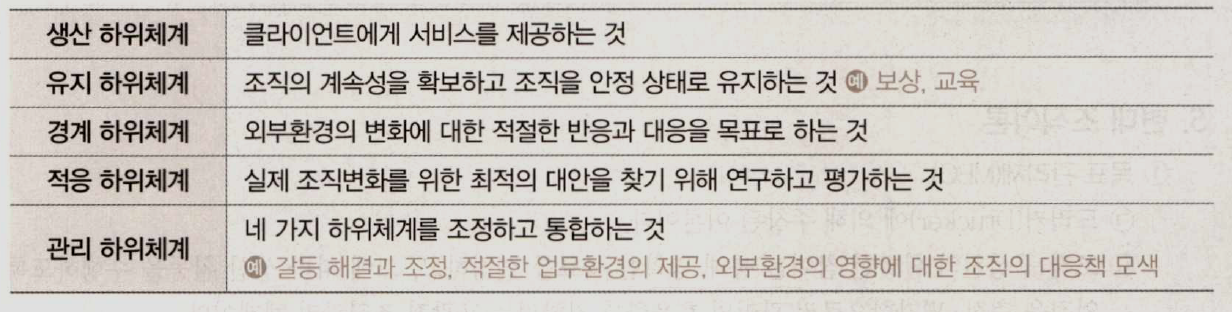 생산 하위체계 클라이언트에게 서비스를 제공하는 것
유지 하위체계 조직의 계속성을 확보하고 조직을 안정 상태로 유지하는 것 예 보상, 교육
경계 하위체계 외부환경의 변화에 대한 적절한 반응과 대응을 목표로 하는 것
적응 하위체계 실제 조직변화를 위한 최적의 대안을 찾기 위해 연구하고 평가하는 것
관리 하위체계 네 가지 하위체계를 조정하고 통합하는 것
예 갈등 해결과 조정, 적절한 업무환경의 제공, 외부환경의 영향에 대한 조직의 대응책 모색